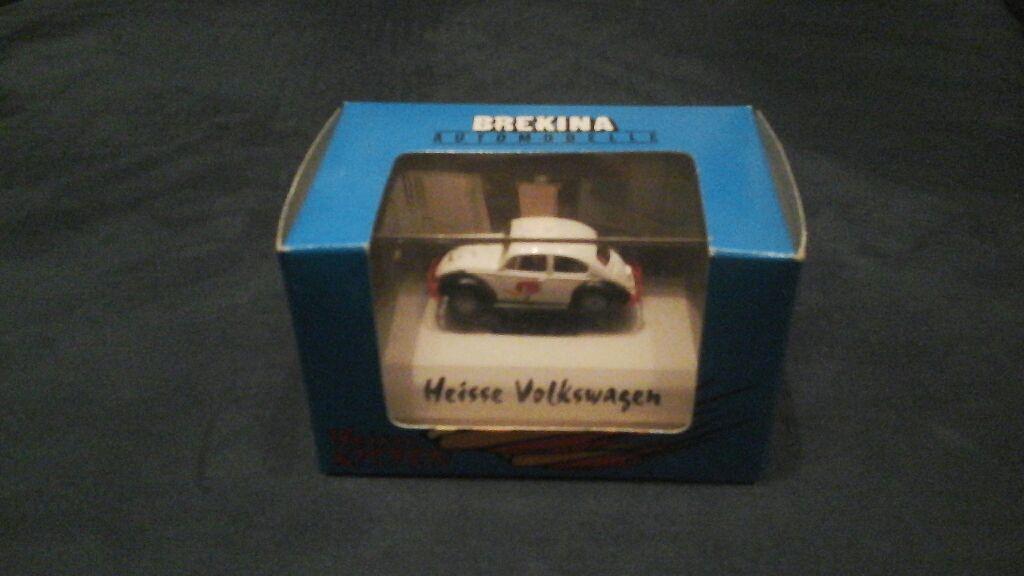 BREKINA
AUTOMODELLE
Heisse Volkswagen